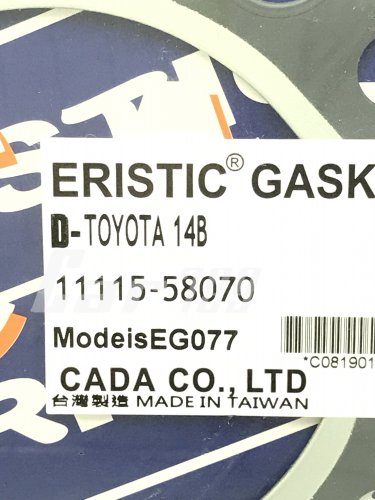 ERISTIC® GASK
D-TOYOTA 14B
11115-58070
ModeisEG077
*C081901
CADA CO., LTD
台灣製造 MADE IN TAIWAN